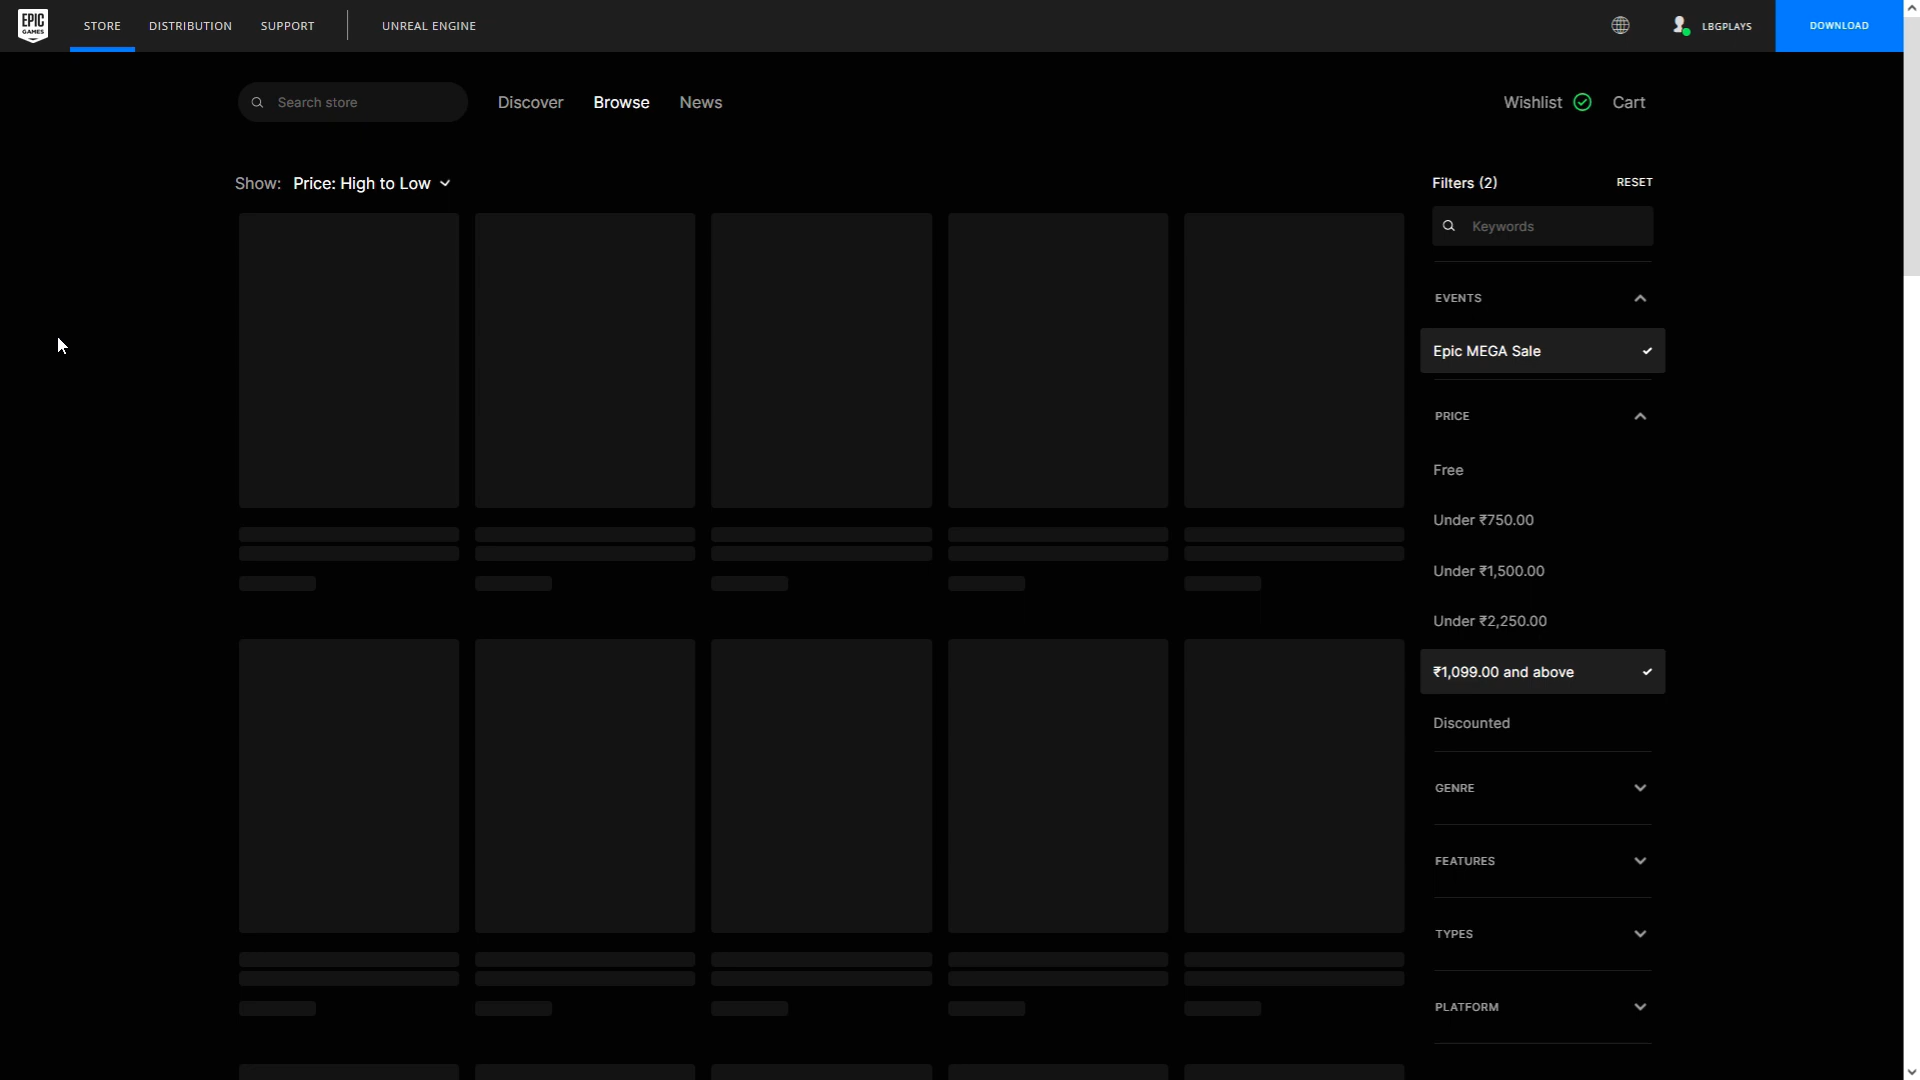 EPIC
GAMES
STORE DISTRIBUTION SUPPORT UNREAL ENGINE LBGPLAYS DOWNLOAD
Search store Discover Browse News Wishlist Cart
Show: Price: High to Low
Filters (2) RESET
Keywords
EVENTS
Epic MEGA Sale
PRICE
Free
Under ₹750.00
Under ₹1,500.00
Under ₹2,250.00
₹1,099.00 and above
Discounted
GENRE
FEATURES
TYPES
PLATFORM